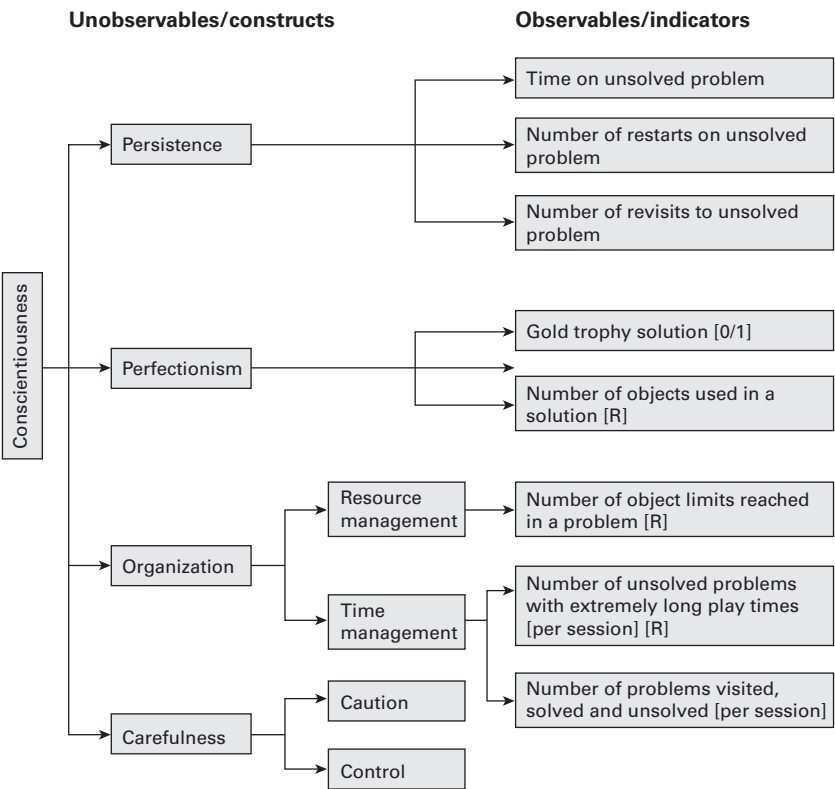 Unobservables/constructs
Observables/indicators
Conscientiousness
Persistence
Time on unsolved problem
Number of restarts on unsolved
problem
Number of revisits to unsolved
problem
Perfectionism
Gold trophy solution [0/1]
Number of objects used in a
solution [R]
Organization
Resource
management
Number of object limits reached
in a problem [R]
Time
management
Number of unsolved problems
with extremely long play times
[per session] [R]
Number of problems visited,
solved and unsolved [per session]
Carefulness
Caution
Control